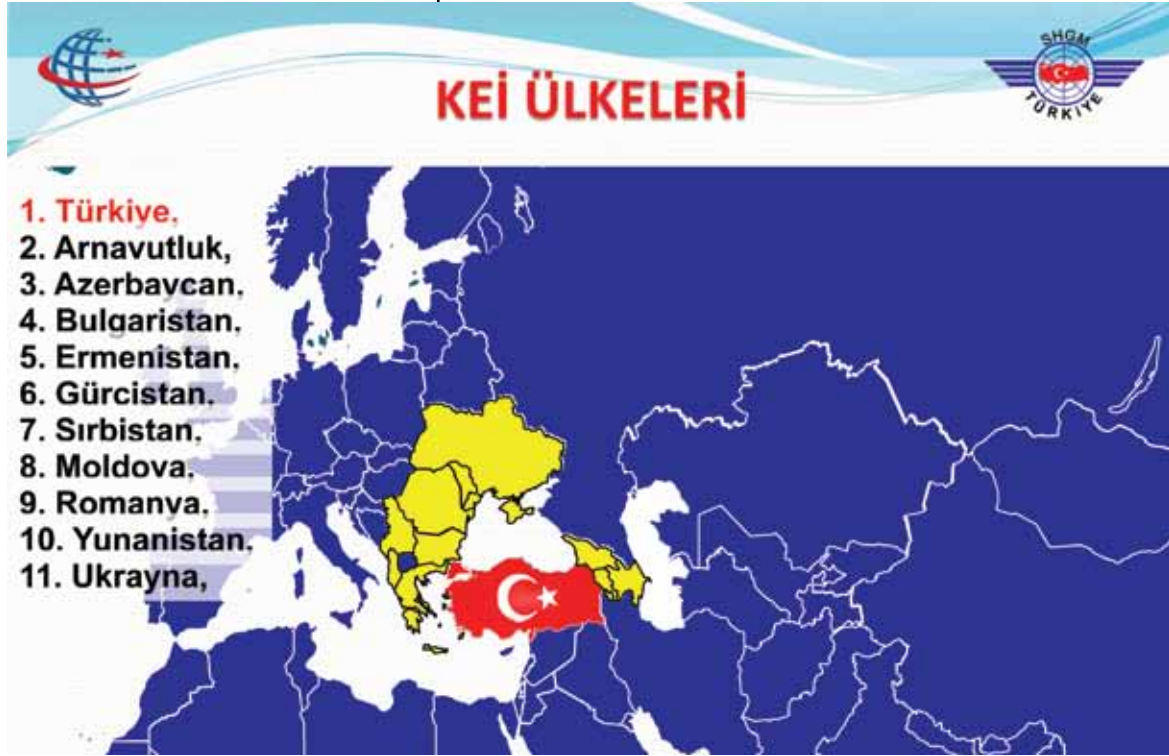 SHGM
TÜRKİYE
KEİ ÜLKELERİ
1. Türkiye,
2. Arnavutluk,
3. Azerbaycan,
4. Bulgaristan,
5. Ermenistan,
6. Gürcistan,
7. Sırbistan,
8. Moldova,
9. Romanya,
10. Yunanistan,
11. Ukrayna,